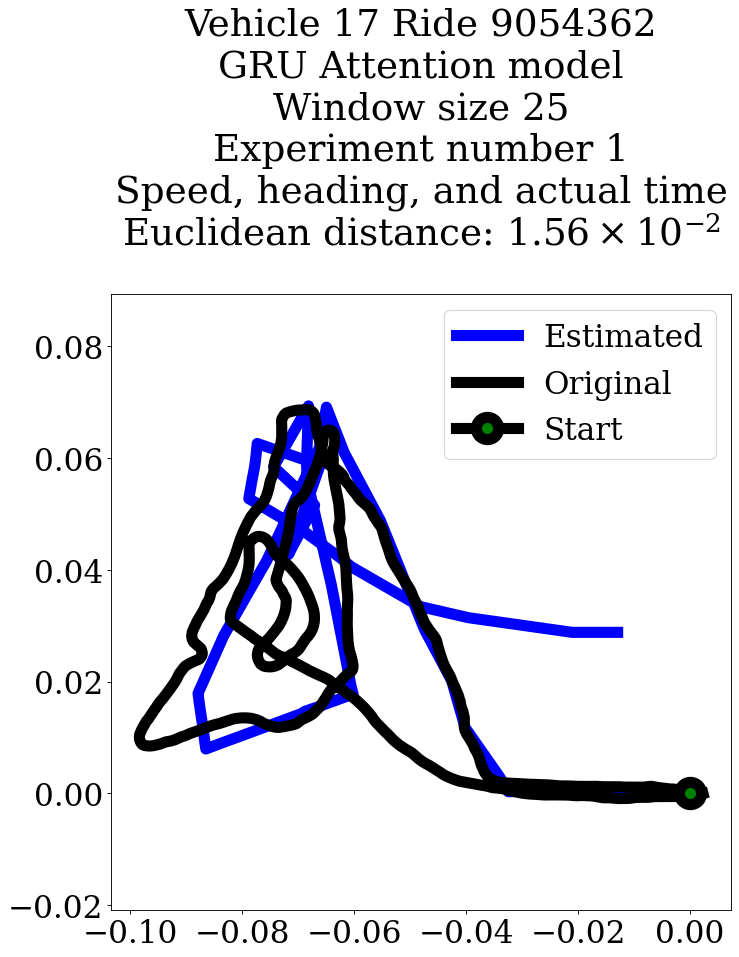 Vehicle 17 Ride 9054362
GRU Attention model
Window size 25
Experiment number 1
Speed, heading, and actual time
Euclidean distance: 1.56 × 10⁻²
Estimated
Original
Start
0.08
0.06
0.04
0.02
0.00
−0.02
−0.10 −0.08 −0.06 −0.04 −0.02 0.00